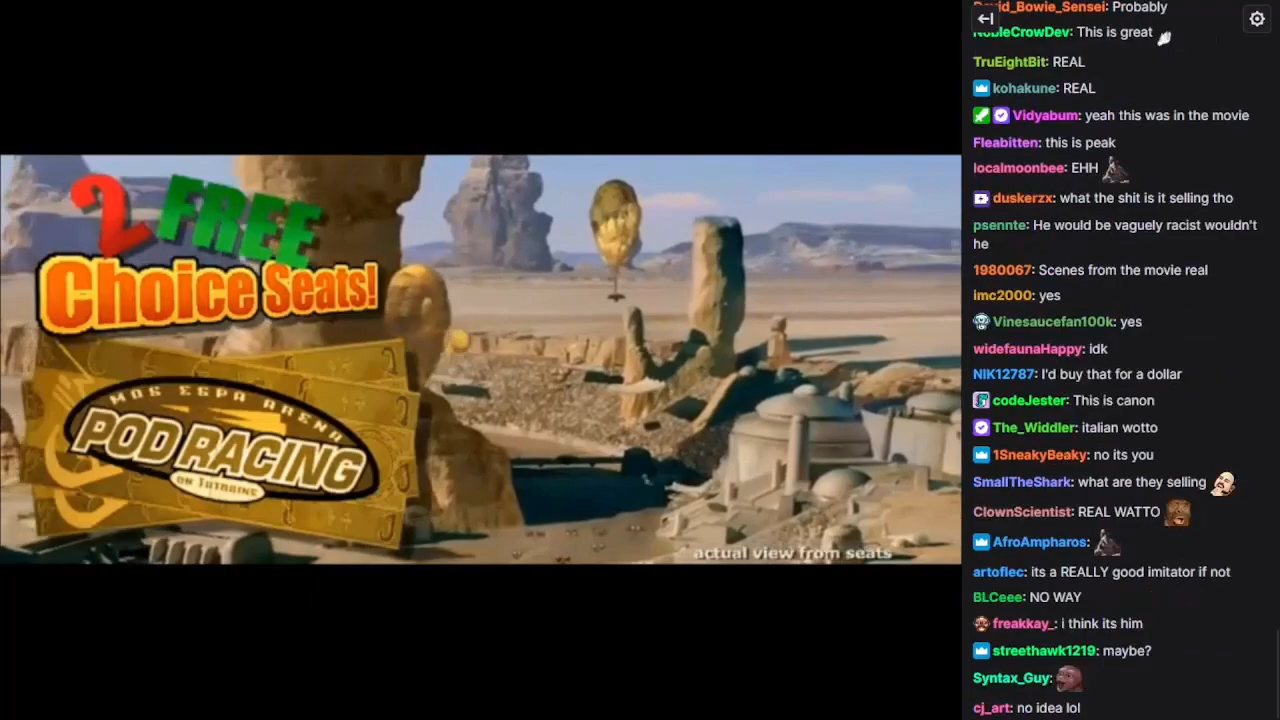 2 FREE
Choice Seats!
MOS ESPA ARENA
POD RACING
ON TATOOINE
actual view from seats
David_Bowie_Sensei: Probably
NobleCrowDev: This is great
TruEightBit: REAL
kohakune: REAL
Vidyabum: yeah this was in the movie
Fleabitten: this is peak
localmoonbee: EHH
duskerzx: what the shit is it selling tho
psennte: He would be vaguely racist wouldn't
he
1980067: Scenes from the movie real
imc2000: yes
Vinesaucefan100k: yes
widefaunaHappy: idk
NIK12787: I'd buy that for a dollar
codeJester: This is canon
The_Widdler: italian wotto
1SneakyBeaky: no its you
SmallTheShark: what are they selling
ClownScientist: REAL WATTO
AfroAmpharos:
artoflec: its a REALLY good imitator if not
BLCeee: NO WAY
freakkay_: i think its him
streethawk1219: maybe?
Syntax_Guy:
cj_art: no idea lol